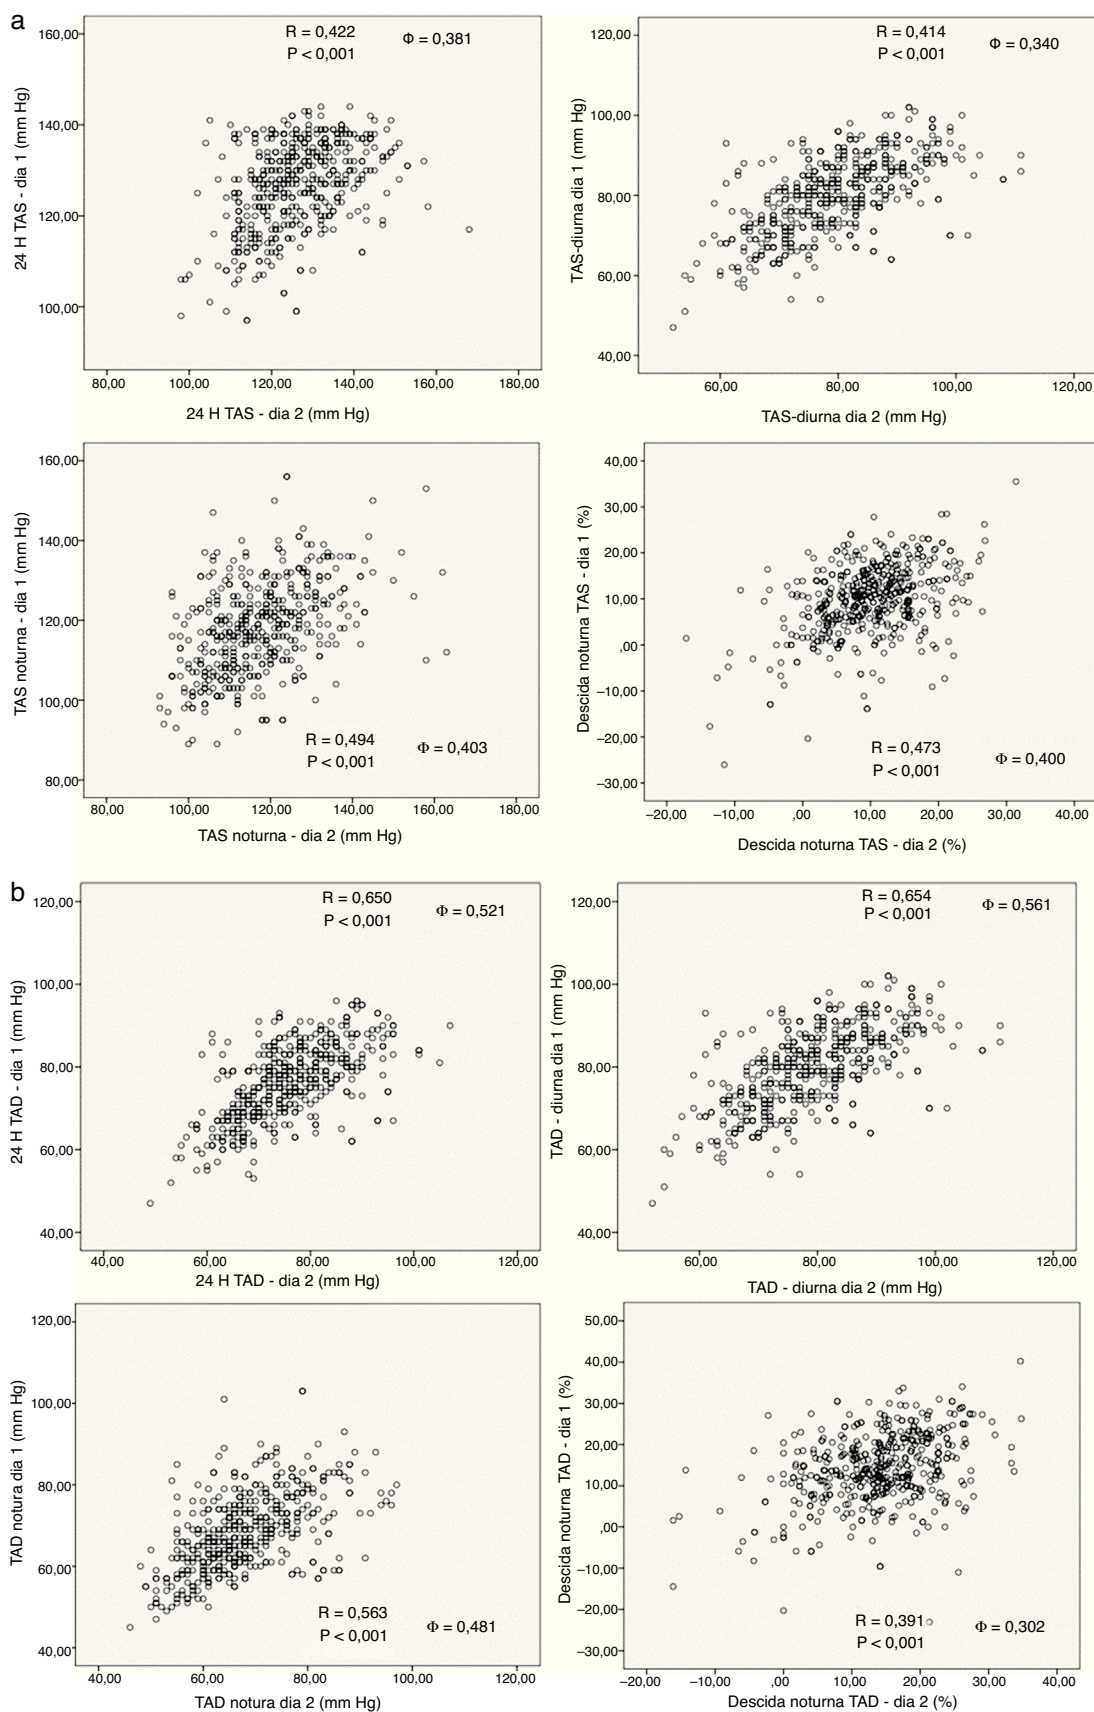 a
R = 0,422
P < 0,001
Φ = 0,381
24 H TAS - dia 1 (mm Hg)
160,00
140,00
120,00
100,00
80,00 100,00 120,00 140,00 160,00 180,00
24 H TAS - dia 2 (mm Hg)
R = 0,414
P < 0,001
Φ = 0,340
TAS-diurna dia 1 (mm Hg)
120,00
100,00
80,00
60,00
40,00
60,00 80,00 100,00 120,00
TAS-diurna dia 2 (mm Hg)
TAS noturna - dia 1 (mm Hg)
160,00
140,00
120,00
100,00
80,00
R = 0,494
P < 0,001
Φ = 0,403
80,00 100,00 120,00 140,00 160,00 180,00
TAS noturna - dia 2 (mm Hg)
Descida noturna TAS - dia 1 (%)
40,00
30,00
20,00
10,00
,00
−10,00
−20,00
−30,00
R = 0,473
P < 0,001
Φ = 0,400
−20,00 −10,00 ,00 10,00 20,00 30,00 40,00
Descida noturna TAS - dia 2 (%)
b
R = 0,650
P < 0,001
Φ = 0,521
24 H TAD - dia 1 (mm Hg)
120,00
100,00
80,00
60,00
40,00
40,00 60,00 80,00 100,00 120,00
24 H TAD - dia 2 (mm Hg)
R = 0,654
P < 0,001
Φ = 0,561
TAD - diurna dia 1 (mm Hg)
120,00
100,00
80,00
60,00
40,00
60,00 80,00 100,00 120,00
TAD - diurna dia 2 (mm Hg)
TAD notura dia 1 (mm Hg)
120,00
100,00
80,00
60,00
40,00
R = 0,563
P < 0,001
Φ = 0,481
40,00 60,00 80,00 100,00 120,00
TAD notura dia 2 (mm Hg)
Descida noturna TAD - dia 1 (%)
50,00
40,00
30,00
20,00
10,00
,00
−10,00
−20,00
−30,00
R = 0,391
P < 0,001
Φ = 0,302
−20,00 −10,00 ,00 10,00 20,00 30,00 40,00
Descida noturna TAD - dia 2 (%)